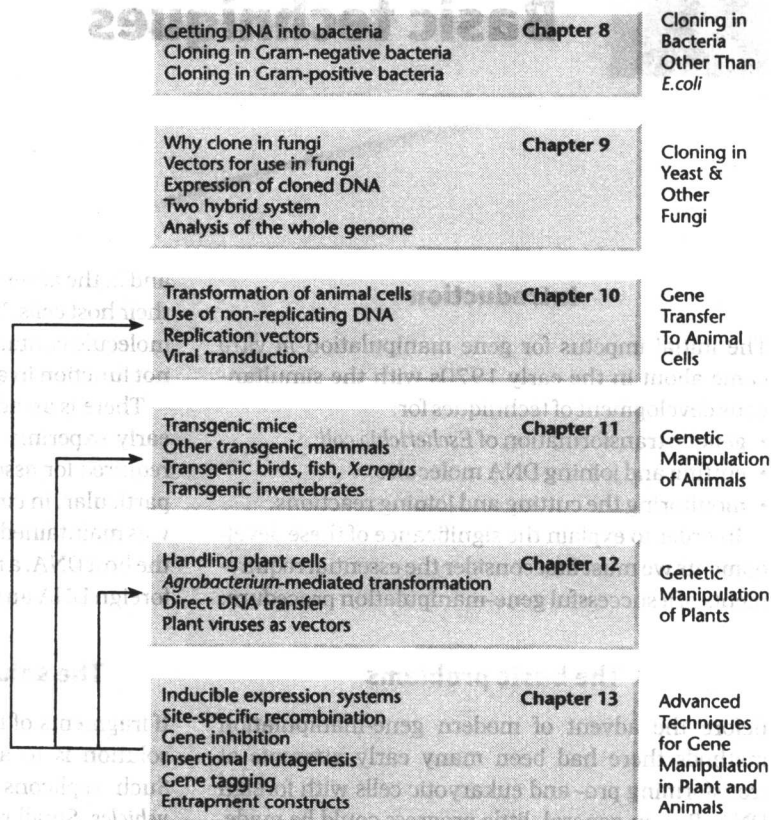 Basic techniques
Getting DNA into bacteria
Cloning in Gram-negative bacteria
Cloning in Gram-positive bacteria
Chapter 8
Cloning in
Bacteria
Other Than
E.coli
Why clone in fungi
Vectors for use in fungi
Expression of cloned DNA
Two hybrid system
Analysis of the whole genome
Chapter 9
Cloning in
Yeast &
Other
Fungi
Introduction
Transformation of animal cells
Use of non-replicating DNA
Replication vectors
Viral transduction
Chapter 10
Gene
Transfer
To Animal
Cells
Transgenic mice
Other transgenic mammals
Transgenic birds, fish, Xenopus
Transgenic invertebrates
Chapter 11
Genetic
Manipulation
of Animals
Handling plant cells
Agrobacterium-mediated transformation
Direct DNA transfer
Plant viruses as vectors
Chapter 12
Genetic
Manipulation
of Plants
Inducible expression systems
Site-specific recombination
Gene inhibition
Insertional mutagenesis
Gene tagging
Entrapment constructs
Chapter 13
Advanced
Techniques
for Gene
Manipulation
in Plant and
Animals